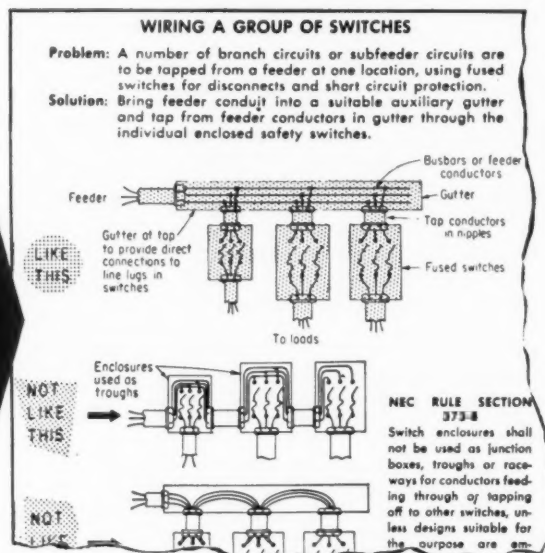 WIRING A GROUP OF SWITCHES
Problem: A number of branch circuits or subfeeder circuits are
to be tapped from a feeder at one location, using fused
switches for disconnects and short circuit protection.
Solution: Bring feeder conduit into a suitable auxiliary gutter
and tap from feeder conductors in gutter through the
individual enclosed safety switches.
Busbars or feeder
conductors
Feeder
Gutter
Gutter at top
to provide direct
connections to
line lugs in
switches
Tap conductors
in nipples
LIKE
THIS
Fused switches
To loads
Enclosures
used as
troughs
NOT
LIKE
THIS
NEC RULE SECTION
373-8
Switch enclosures shall
not be used as junction
boxes, troughs or race-
ways for conductors feed-
ing through or tapping
off to other switches, un-
less designs suitable for
the purpose are em-
NOT
LIKE